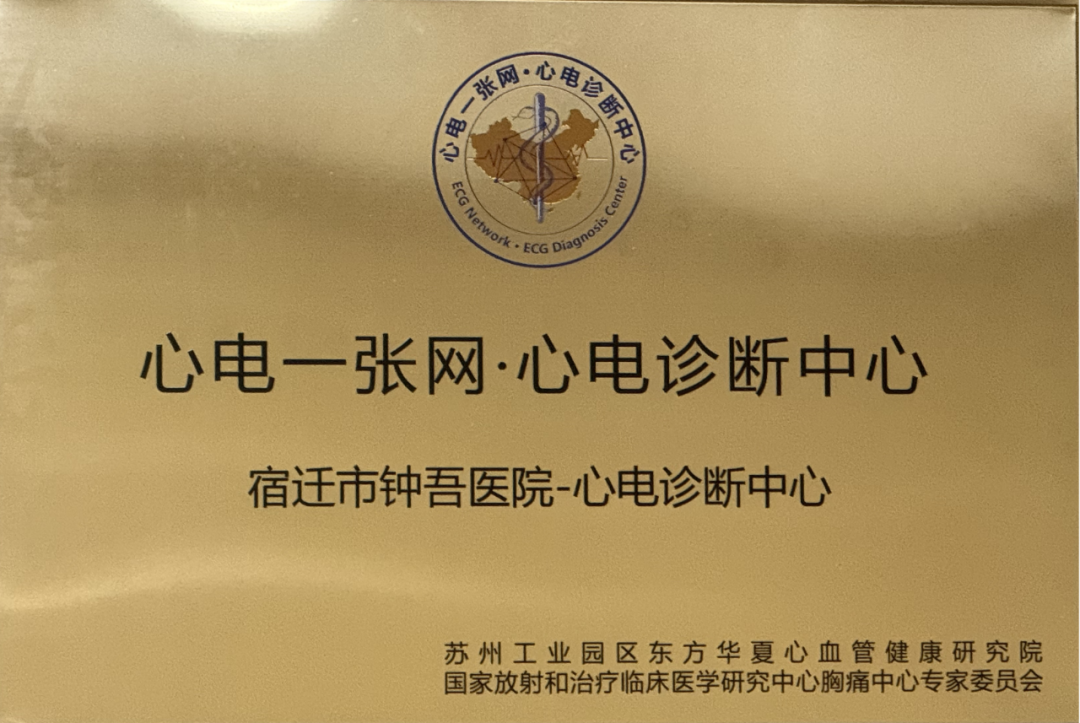 心电一张网·心电诊断中心
ECG Network · ECG Diagnosis Center
心电一张网·心电诊断中心
宿迁市钟吾医院-心电诊断中心
苏州工业园区东方华夏心血管健康研究院
国家放射和治疗临床医学研究中心胸痛中心专家委员会